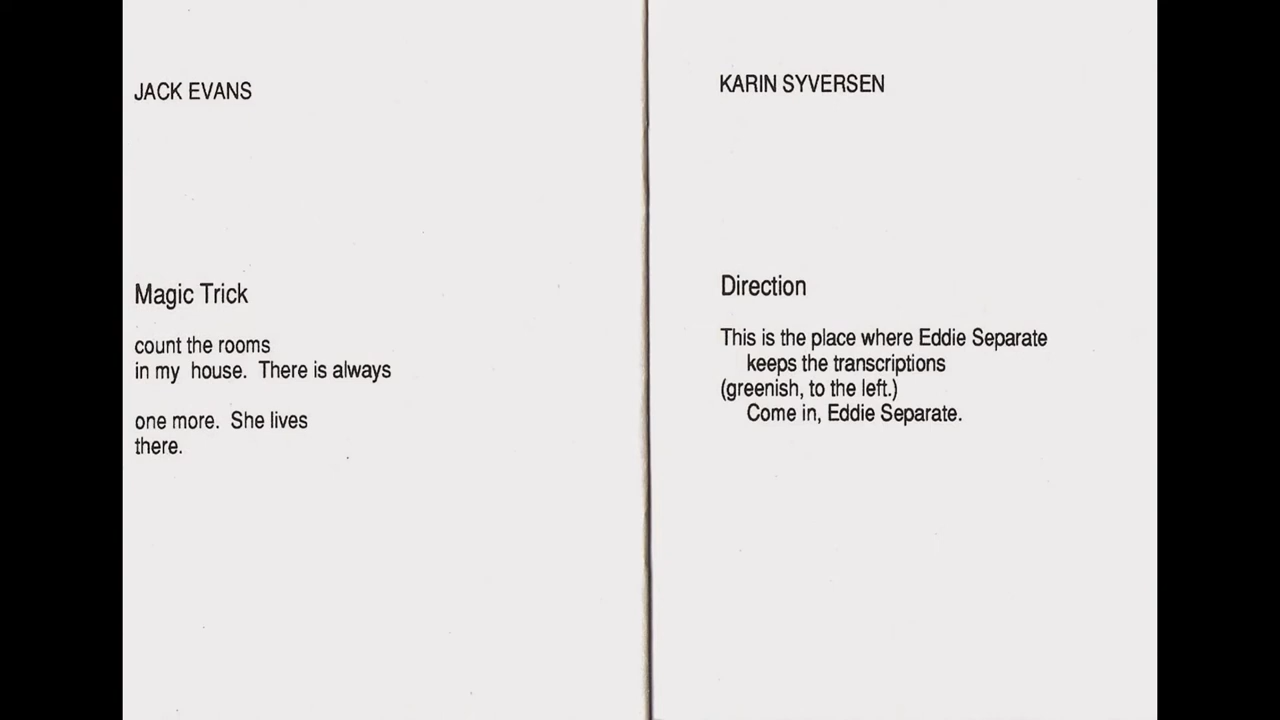 JACK EVANS
Magic Trick
count the rooms
in my  house.  There is always
one more.  She lives
there.
KARIN SYVERSEN
Direction
This is the place where Eddie Separate
keeps the transcriptions
(greenish, to the left.)
Come in, Eddie Separate.